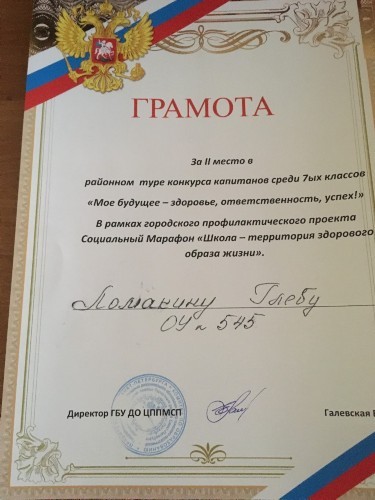 ГРАМОТА
За II место в
районном туре конкурса капитанов среди 7ых классов
«Мое будущее – здоровье, ответственность, успех!»
В рамках городского профилактического проекта
Социальный Марафон «Школа – территория здорового
образа жизни».
Ломакину Глебу
ОУ № 545
Директор ГБУ ДО ЦППМСП
Галевская